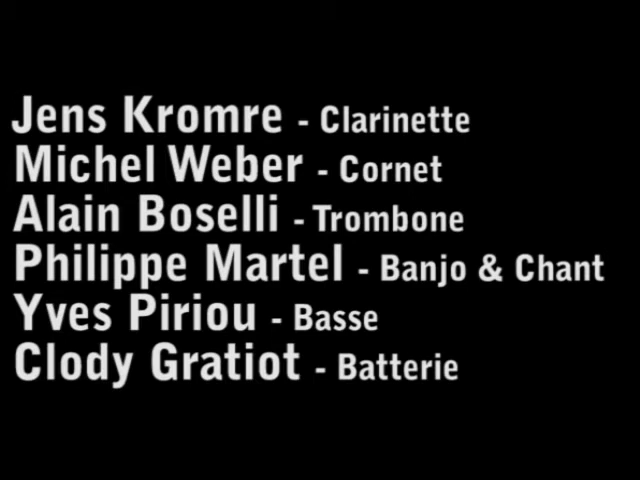 Jens Kromre - Clarinette
Michel Weber - Cornet
Alain Boselli - Trombone
Philippe Martel - Banjo & Chant
Yves Piriou - Basse
Clody Gratiot - Batterie